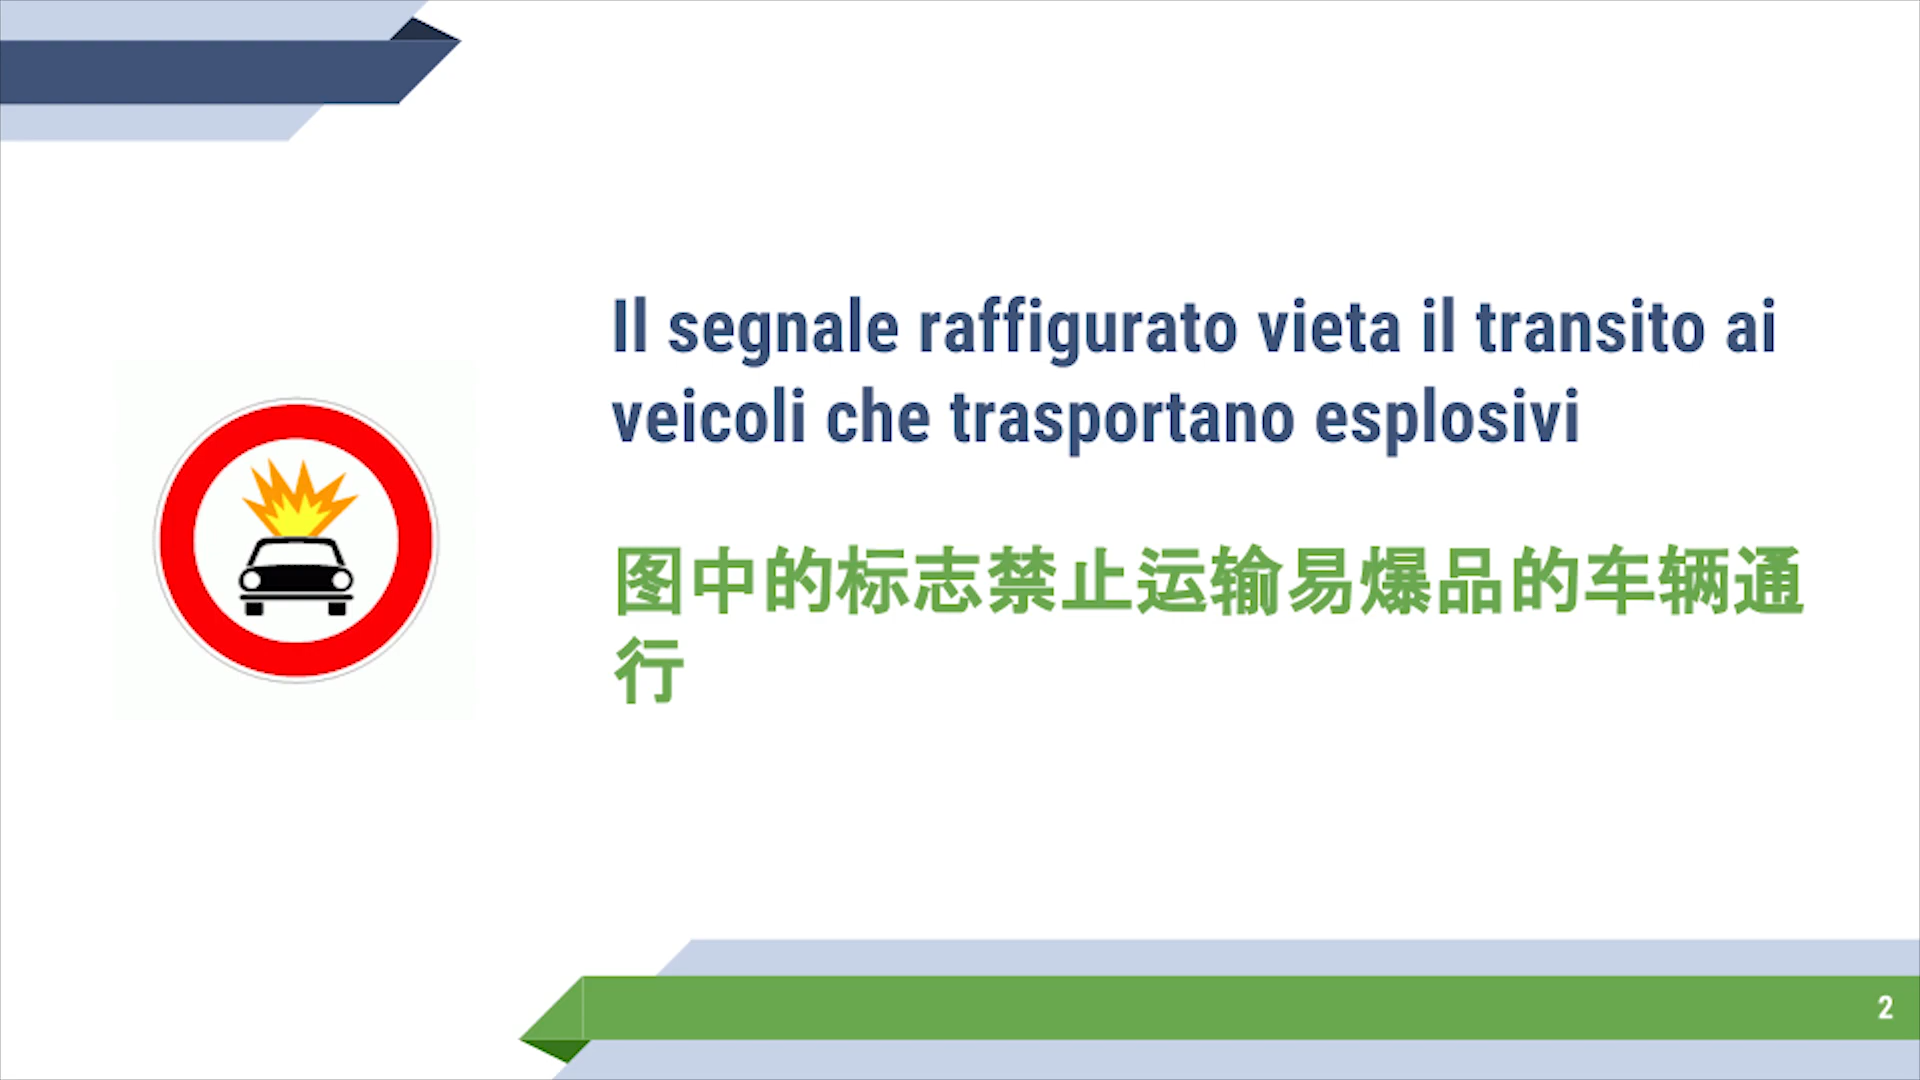 Il segnale raffigurato vieta il transito ai
veicoli che trasportano esplosivi
图中的标志禁止运输易爆品的车辆通
行
2